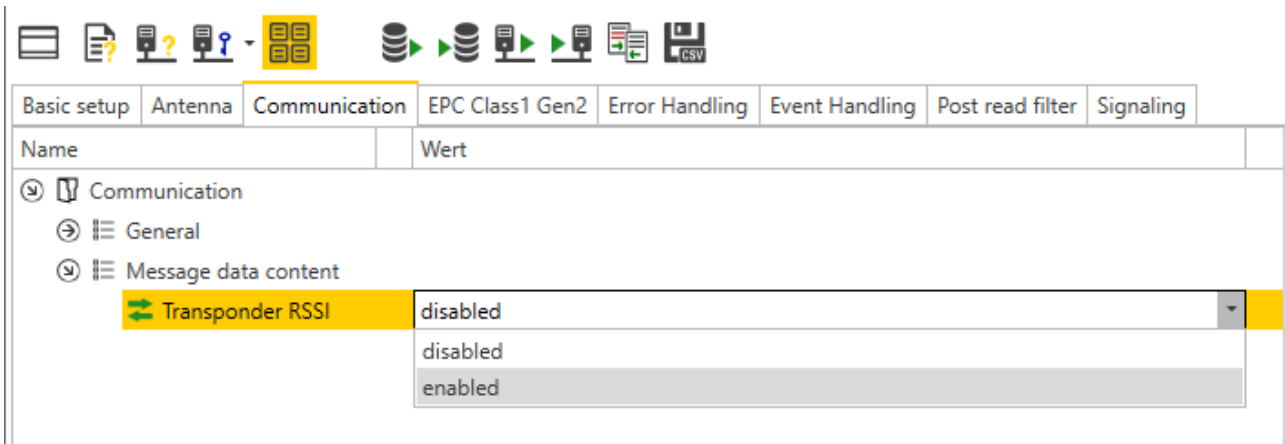 CSV
Basic setup Antenna Communication EPC Class1 Gen2 Error Handling Event Handling Post read filter Signaling
Name Wert
Communication
General
Message data content
Transponder RSSI disabled
disabled
enabled